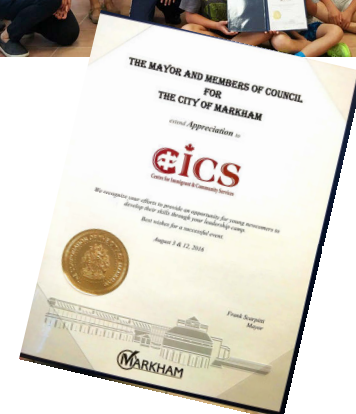 THE MAYOR AND MEMBERS OF COUNCIL
FOR
THE CITY OF MARKHAM
extend Appreciation to
CICS
Centre for Immigrant & Community Services
We recognize your efforts to provide an opportunity for young newcomers to
develop their skills through your leadership camp.
Best wishes for a successful event.
August 3 & 12, 2016
Frank Scarpitti
Mayor
MARKHAM